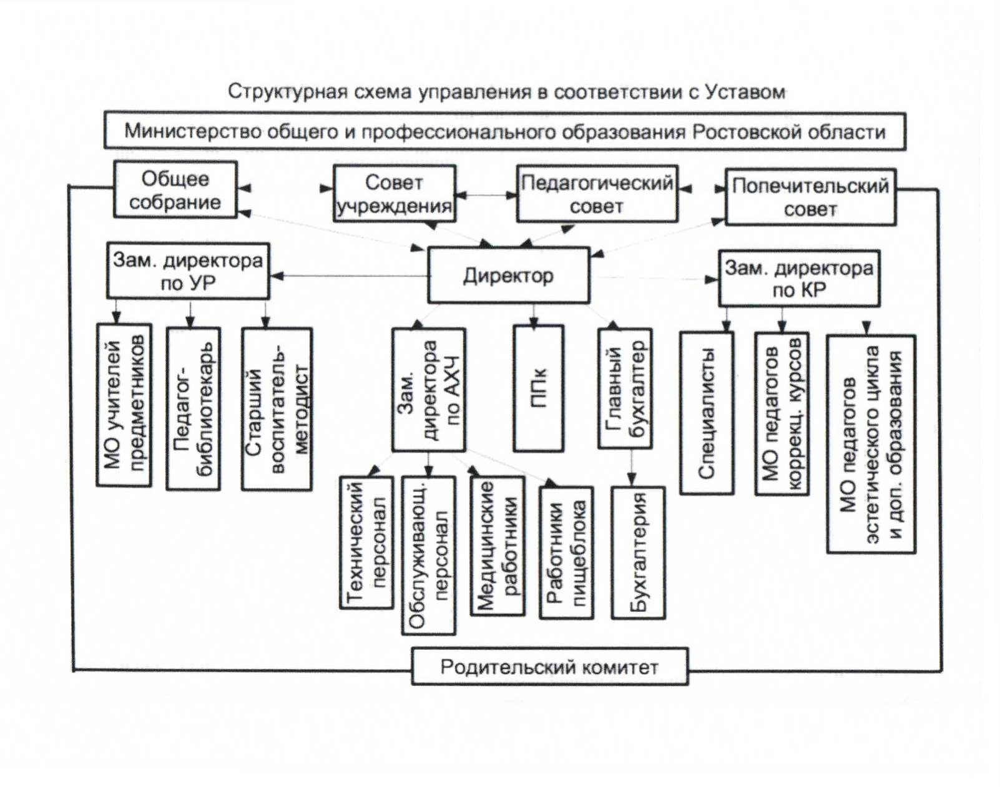 Структурная схема управления в соответствии с Уставом
Министерство общего и профессионального образования Ростовской области
Общее
собрание
Совет
учреждения
Педагогический
совет
Попечительский
совет
Зам. директора
по УР
Директор
Зам. директора
по КР
МО учителей
предметников
Педагог-
библиотекарь
Старший
воспитатель-
методист
Зам.
директора
по АХЧ
ППк
Главный
бухгалтер
Специалисты
МО педагогов
коррекц. курсов
МО педагогов
эстетического цикла
и доп. образования
Технический
персонал
Обслуживающ.
персонал
Медицинские
работники
Работники
пищеблока
Бухгалтерия
Родительский комитет